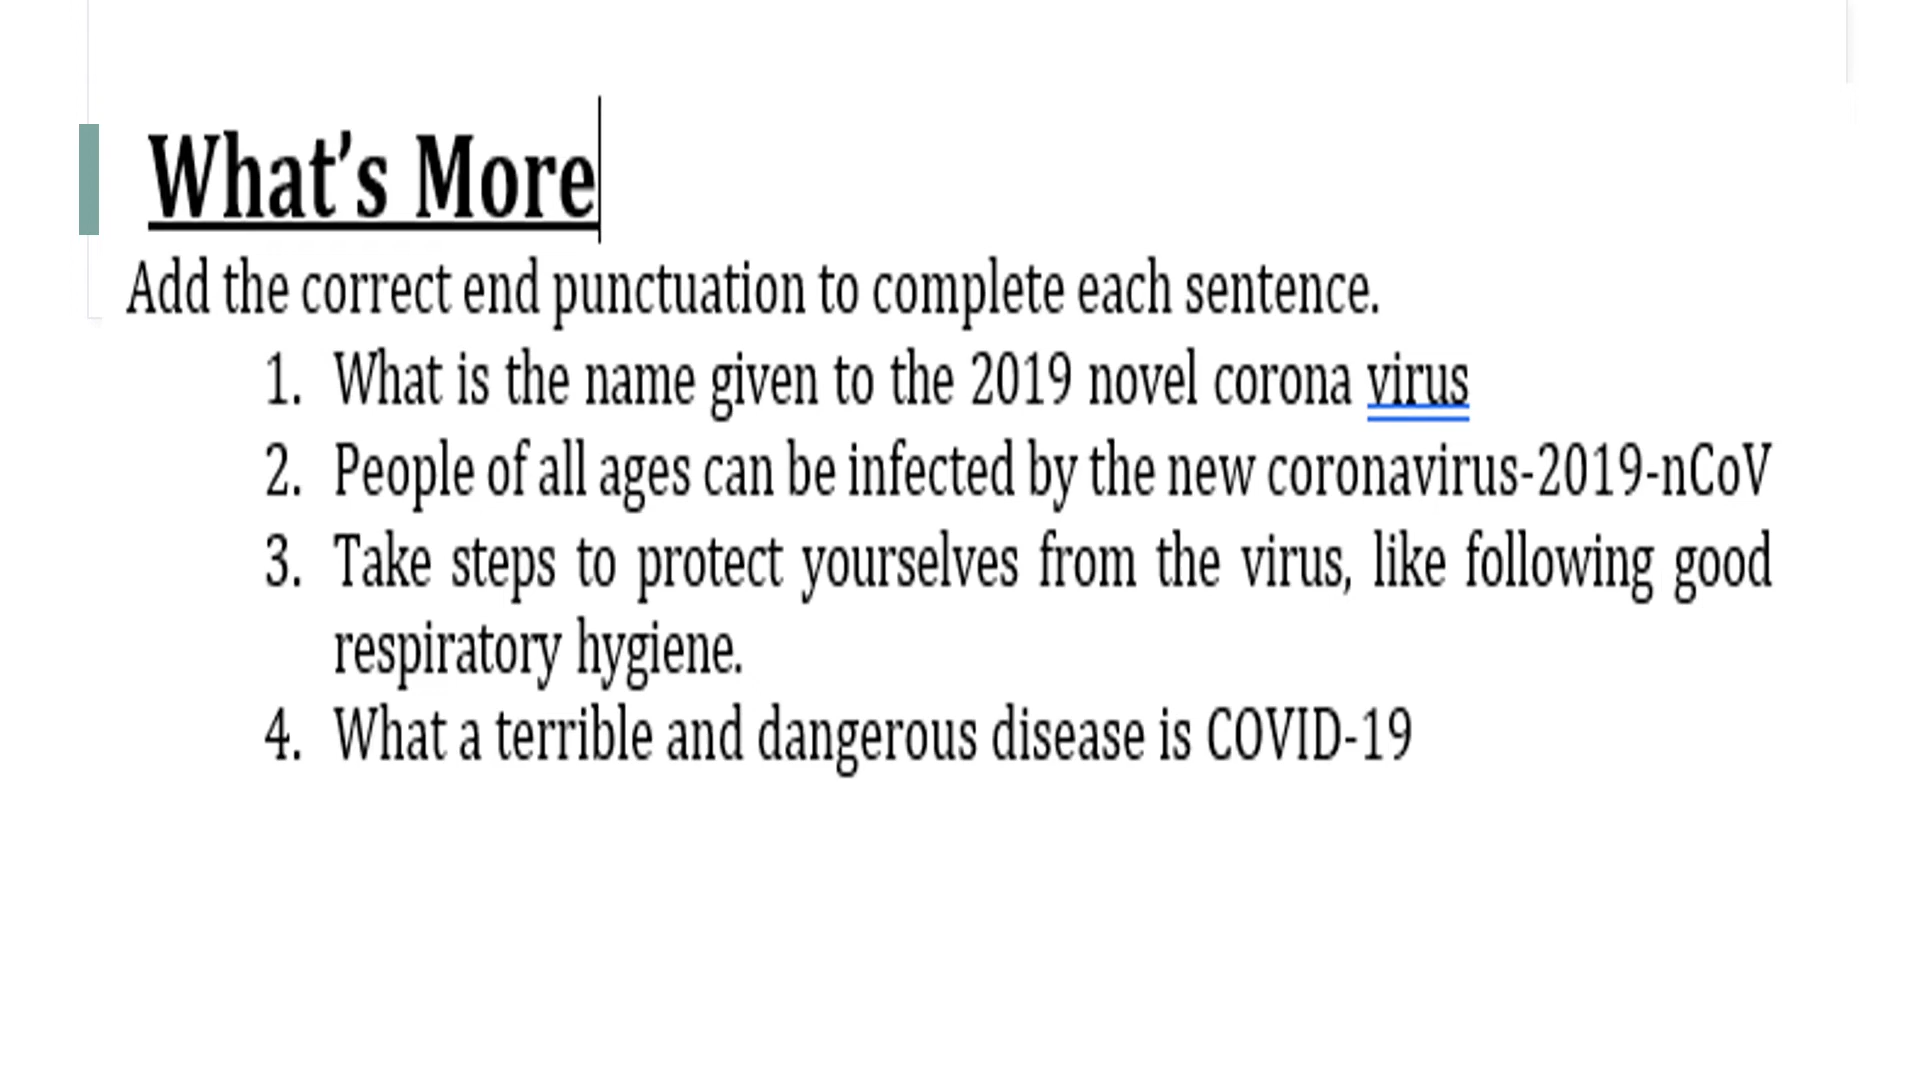 What’s More
Add the correct end punctuation to complete each sentence.
1. What is the name given to the 2019 novel corona virus
2. People of all ages can be infected by the new coronavirus-2019-nCoV
3. Take steps to protect yourselves from the virus, like following good
respiratory hygiene.
4. What a terrible and dangerous disease is COVID-19